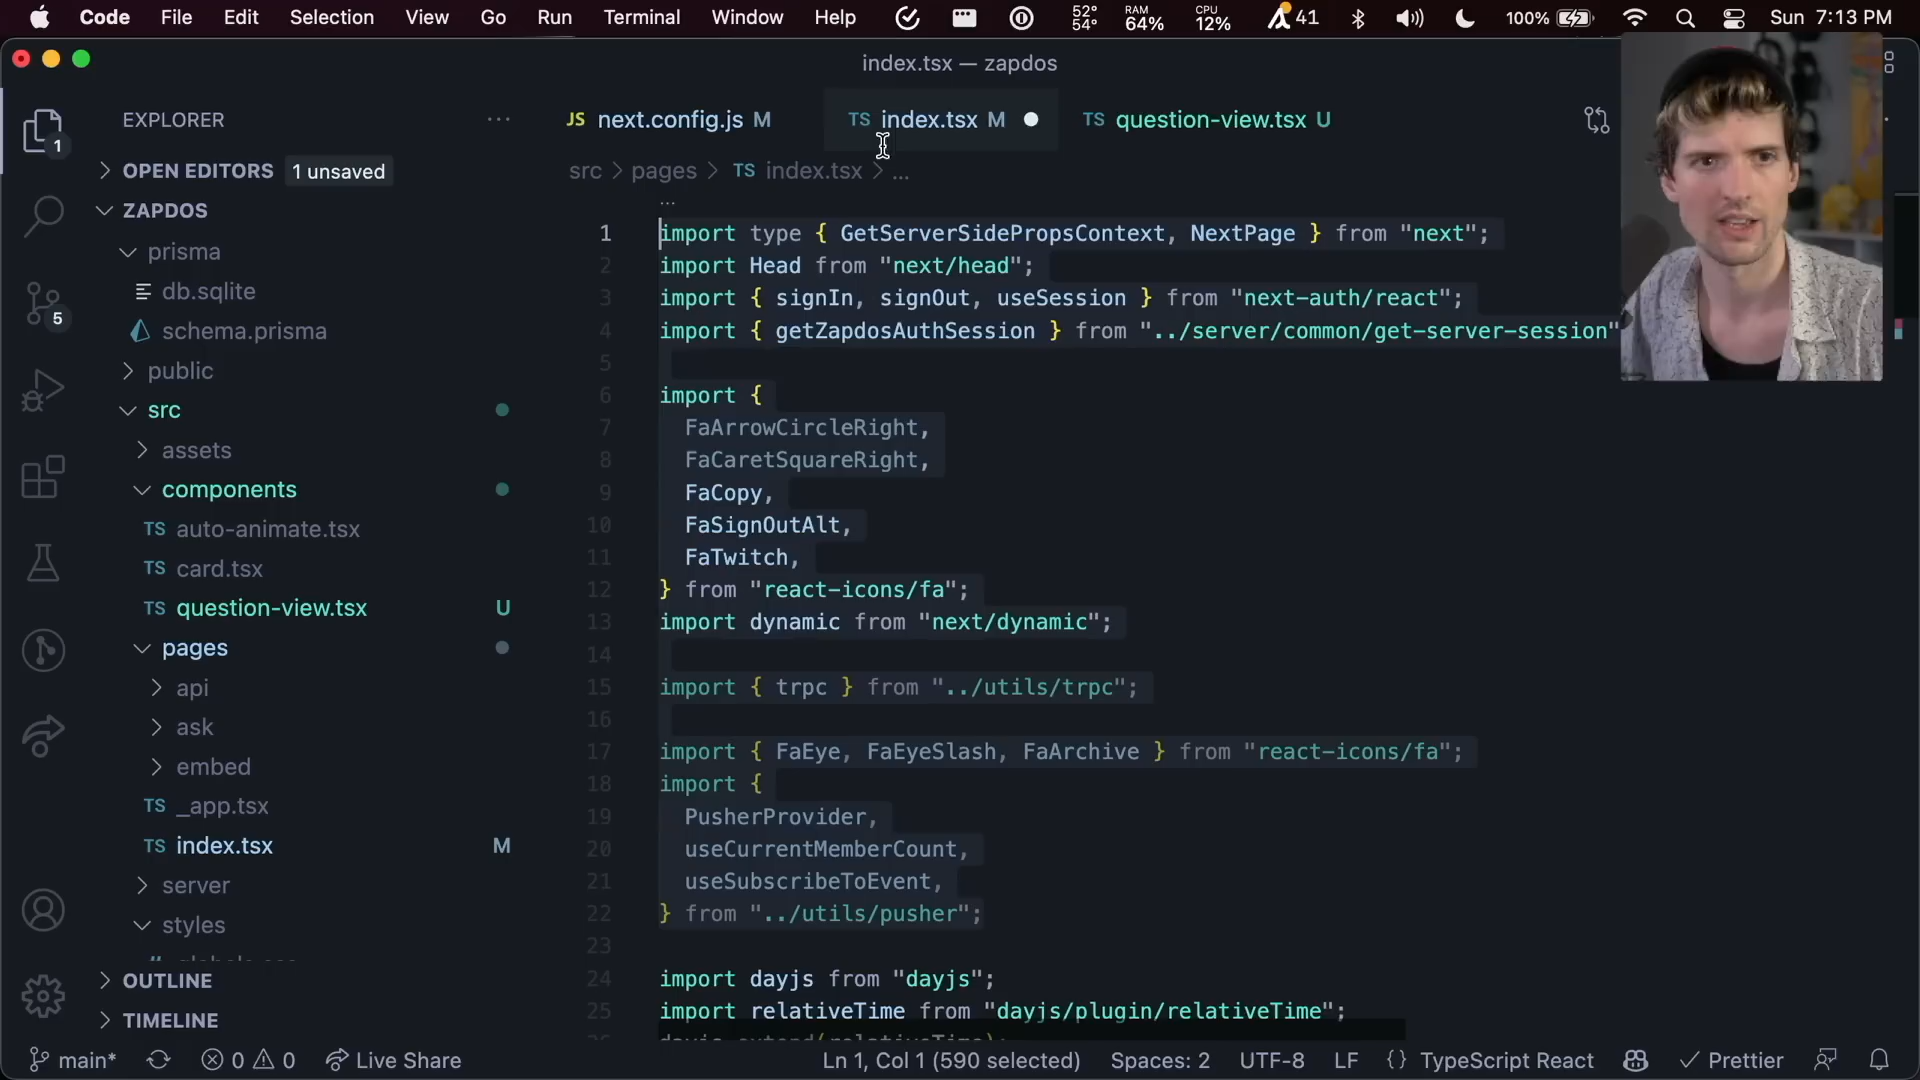 Code File Edit Selection View Go Run Terminal Window Help 52° 54° RAM 64% CPU 12% 41 100% Sun 7:13 PM
index.tsx — zapdos
EXPLORER
1
OPEN EDITORS 1 unsaved
ZAPDOS
prisma
db.sqlite
schema.prisma
public
src
assets
components
TS auto-animate.tsx
TS card.tsx
TS question-view.tsx U
pages
api
ask
embed
TS _app.tsx
TS index.tsx M
server
styles
OUTLINE
TIMELINE
5
JS next.config.js M
TS index.tsx M
TS question-view.tsx U
src > pages > TS index.tsx > ...
...
1 import type { GetServerSidePropsContext, NextPage } from "next";
2 import Head from "next/head";
3 import { signIn, signOut, useSession } from "next-auth/react";
4 import { getZapdosAuthSession } from "../server/common/get-server-session"
5
6 import {
7 FaArrowCircleRight,
8 FaCaretSquareRight,
9 FaCopy,
10 FaSignOutAlt,
11 FaTwitch,
12 } from "react-icons/fa";
13 import dynamic from "next/dynamic";
14
15 import { trpc } from "../utils/trpc";
16
17 import { FaEye, FaEyeSlash, FaArchive } from "react-icons/fa";
18 import {
19 PusherProvider,
20 useCurrentMemberCount,
21 useSubscribeToEvent,
22 } from "../utils/pusher";
23
24 import dayjs from "dayjs";
25 import relativeTime from "dayjs/plugin/relativeTime";
main* 0 0 Live Share Ln 1, Col 1 (590 selected) Spaces: 2 UTF-8 LF {} TypeScript React Prettier